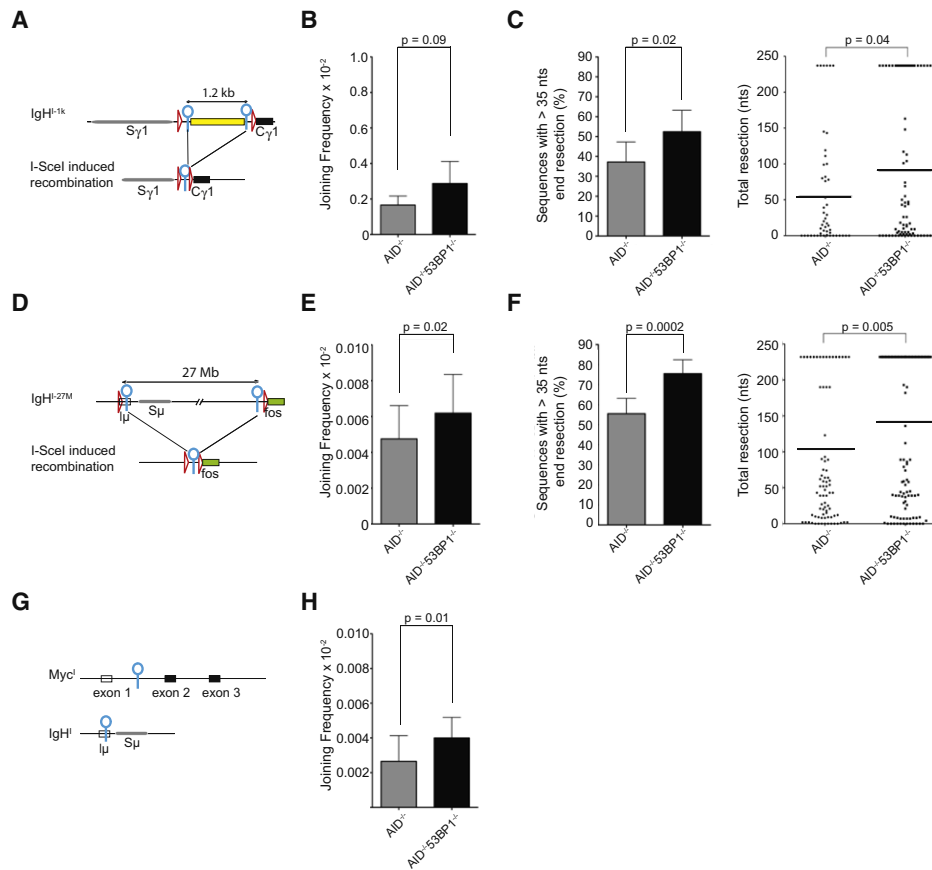 A
IgH^I-1k
1.2 kb
Sγ1
Cγ1
I-SceI induced
recombination
Sγ1
Cγ1
B
p = 0.09
Joining Frequency x 10^-2
1.0
0.8
0.6
0.4
0.2
0
AID^-/-
AID^-/-53BP1^-/-
C
p = 0.02
Sequences with > 35 nts
end resection (%)
90
80
70
60
50
40
30
20
10
0
AID^-/-
AID^-/-53BP1^-/-
p = 0.04
Total resection (nts)
250
200
150
100
50
0
AID^-/-
AID^-/-53BP1^-/-
D
27 Mb
IgH^I-27M
Iμ
Sμ
fos
I-SceI induced
recombination
fos
E
p = 0.02
Joining Frequency x 10^-2
0.010
0.008
0.006
0.004
0.002
0
AID^-/-
AID^-/-53BP1^-/-
F
p = 0.0002
Sequences with > 35 nts
end resection (%)
90
80
70
60
50
60
70
20
10
0
AID^-/-
AID^-/-53BP1^-/-
p = 0.005
Total resection (nts)
250
200
150
100
50
0
AID^-/-
AID^-/-53BP1^-/-
G
Myc^I
exon 1
exon 2
exon 3
IgH^I
Iμ
Sμ
H
p = 0.01
Joining Frequency x 10^-2
0.010
0.008
0.006
0.004
0.002
AID^-/-
AID^-/-53BP1^-/-